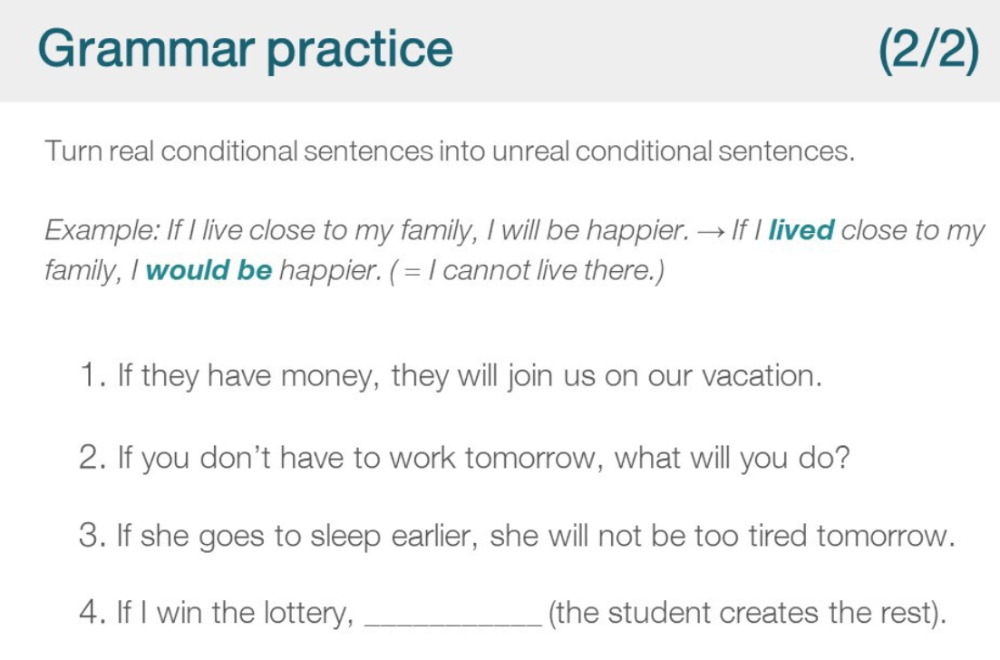 Grammar practice (2/2)
Turn real conditional sentences into unreal conditional sentences.
Example: If I live close to my family, I will be happier. → If I lived close to my
family, I would be happier. ( = I cannot live there.)
1. If they have money, they will join us on our vacation.
2. If you don't have to work tomorrow, what will you do?
3. If she goes to sleep earlier, she will not be too tired tomorrow.
4. If I win the lottery, ___________ (the student creates the rest).